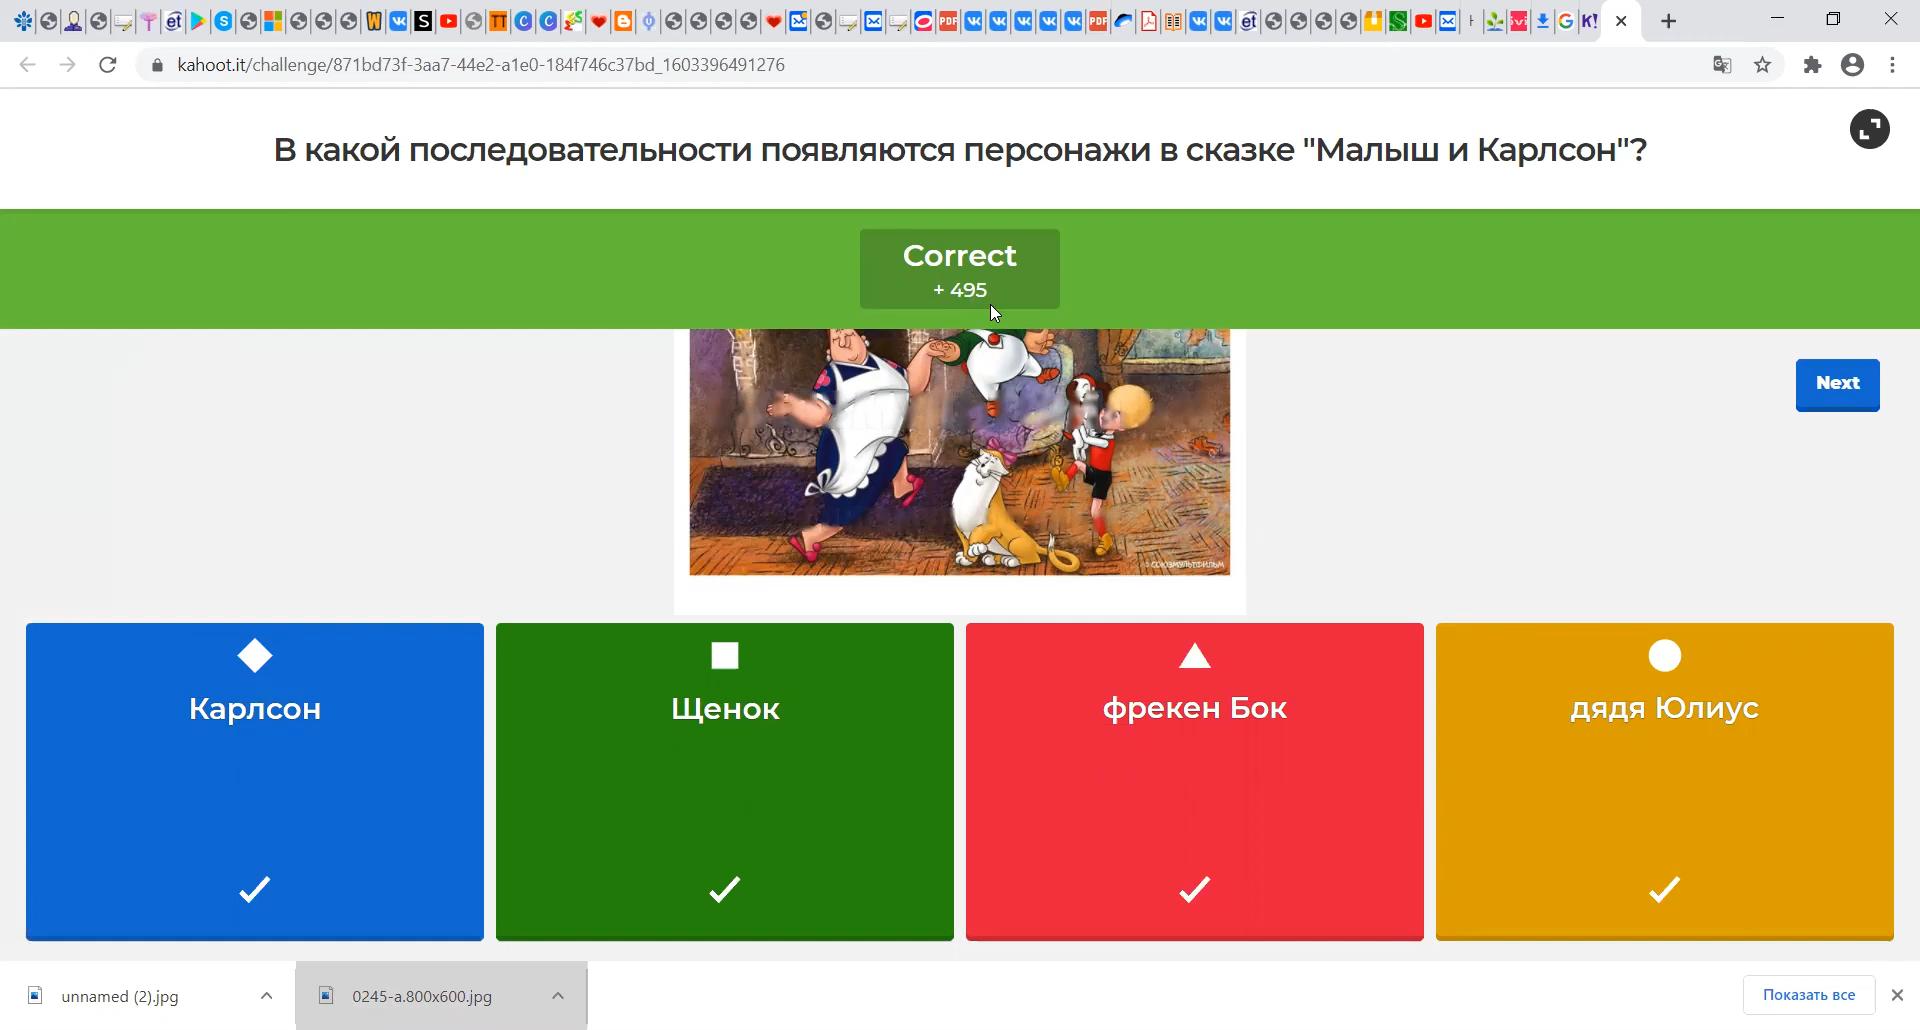 kahoot.it/challenge/871bd73f-3aa7-44e2-a1e0-184f746c37bd_1603396491276
В какой последовательности появляются персонажи в сказке "Малыш и Карлсон"?
Correct
+ 495
Next
© СОЮЗМУЛЬТФИЛЬМ
Карлсон
Щенок
фрекен Бок
дядя Юлиус
unnamed (2).jpg
0245-a.800x600.jpg
Показать все